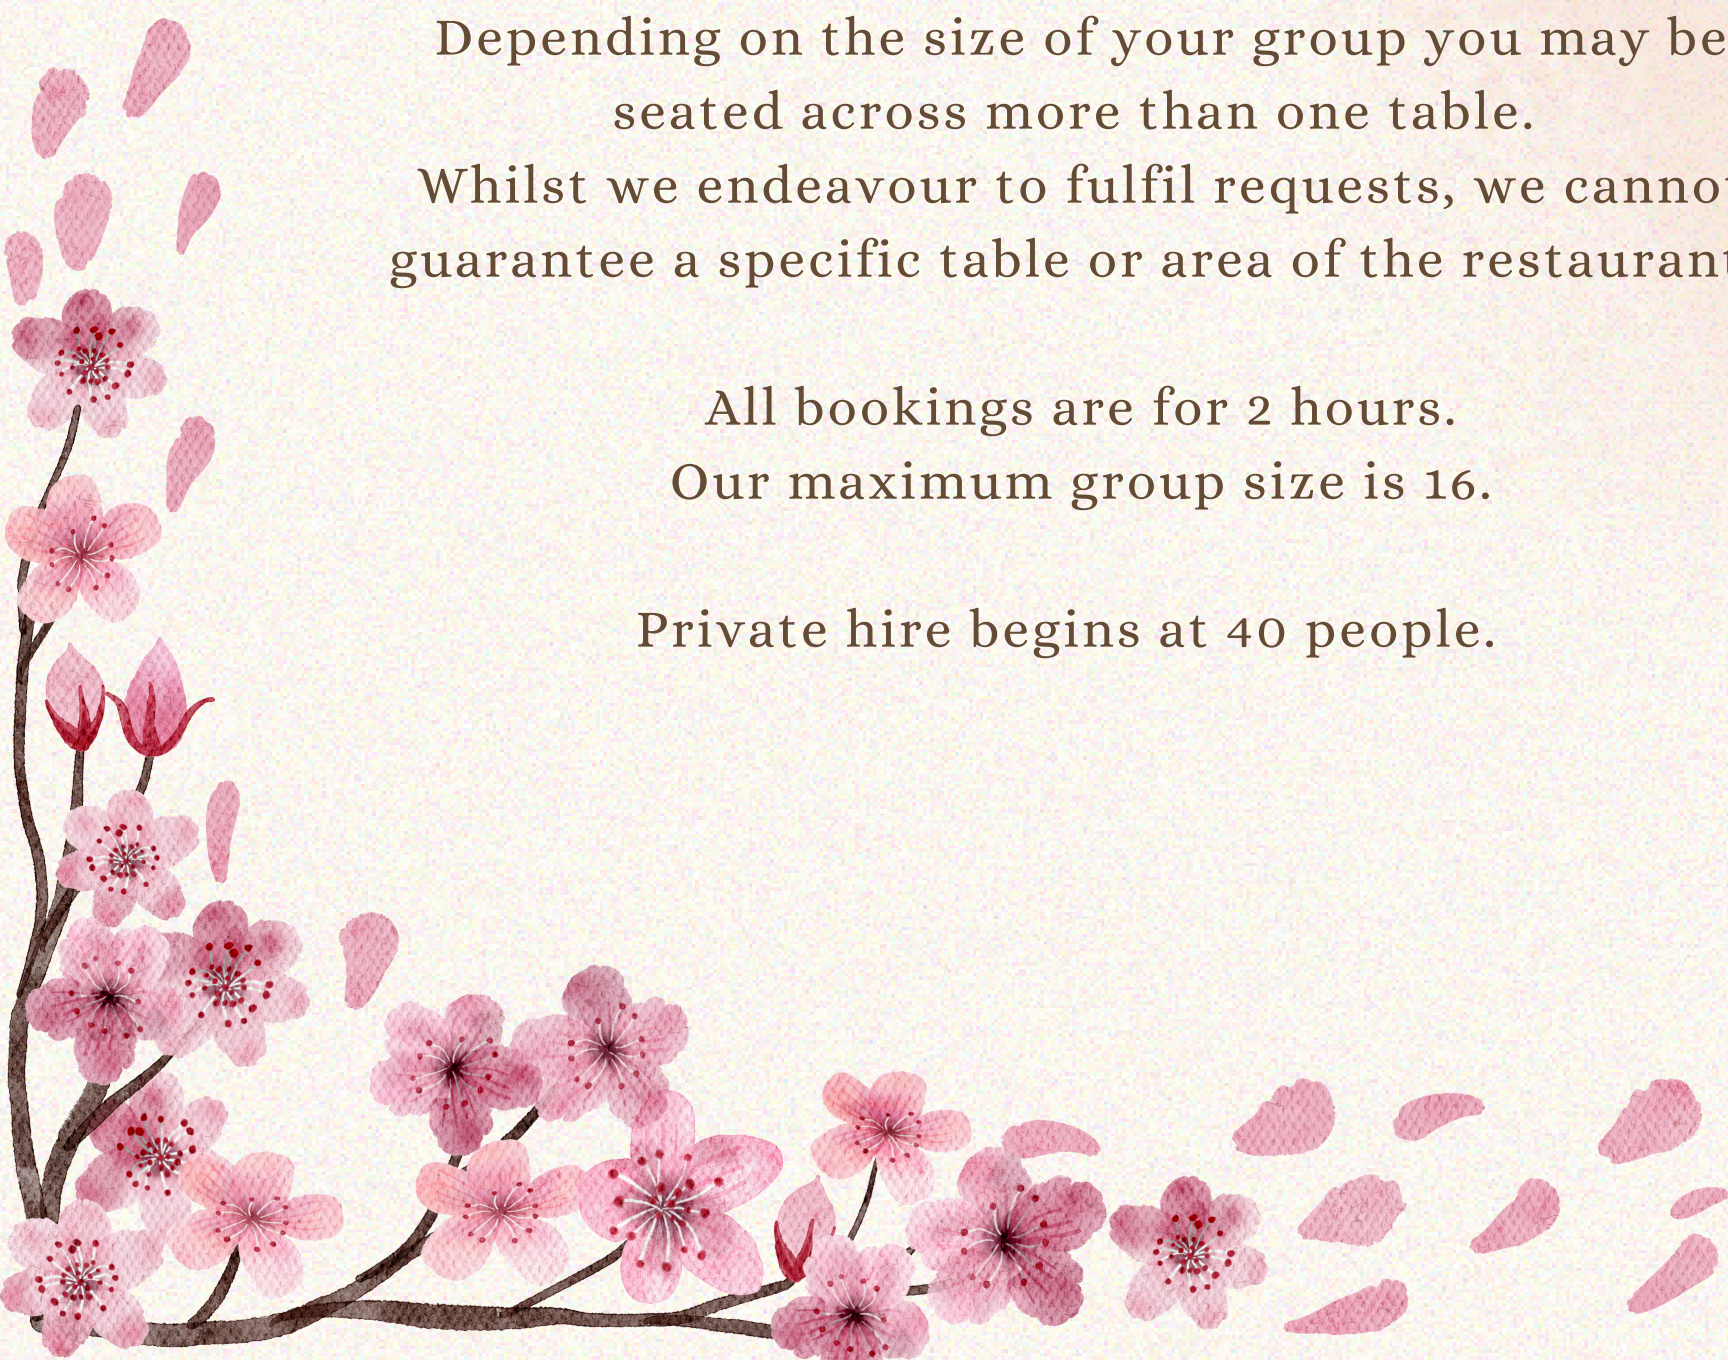 Depending on the size of your group you may be
seated across more than one table.
Whilst we endeavour to fulfil requests, we cannot
guarantee a specific table or area of the restaurant
All bookings are for 2 hours.
Our maximum group size is 16.
Private hire begins at 40 people.